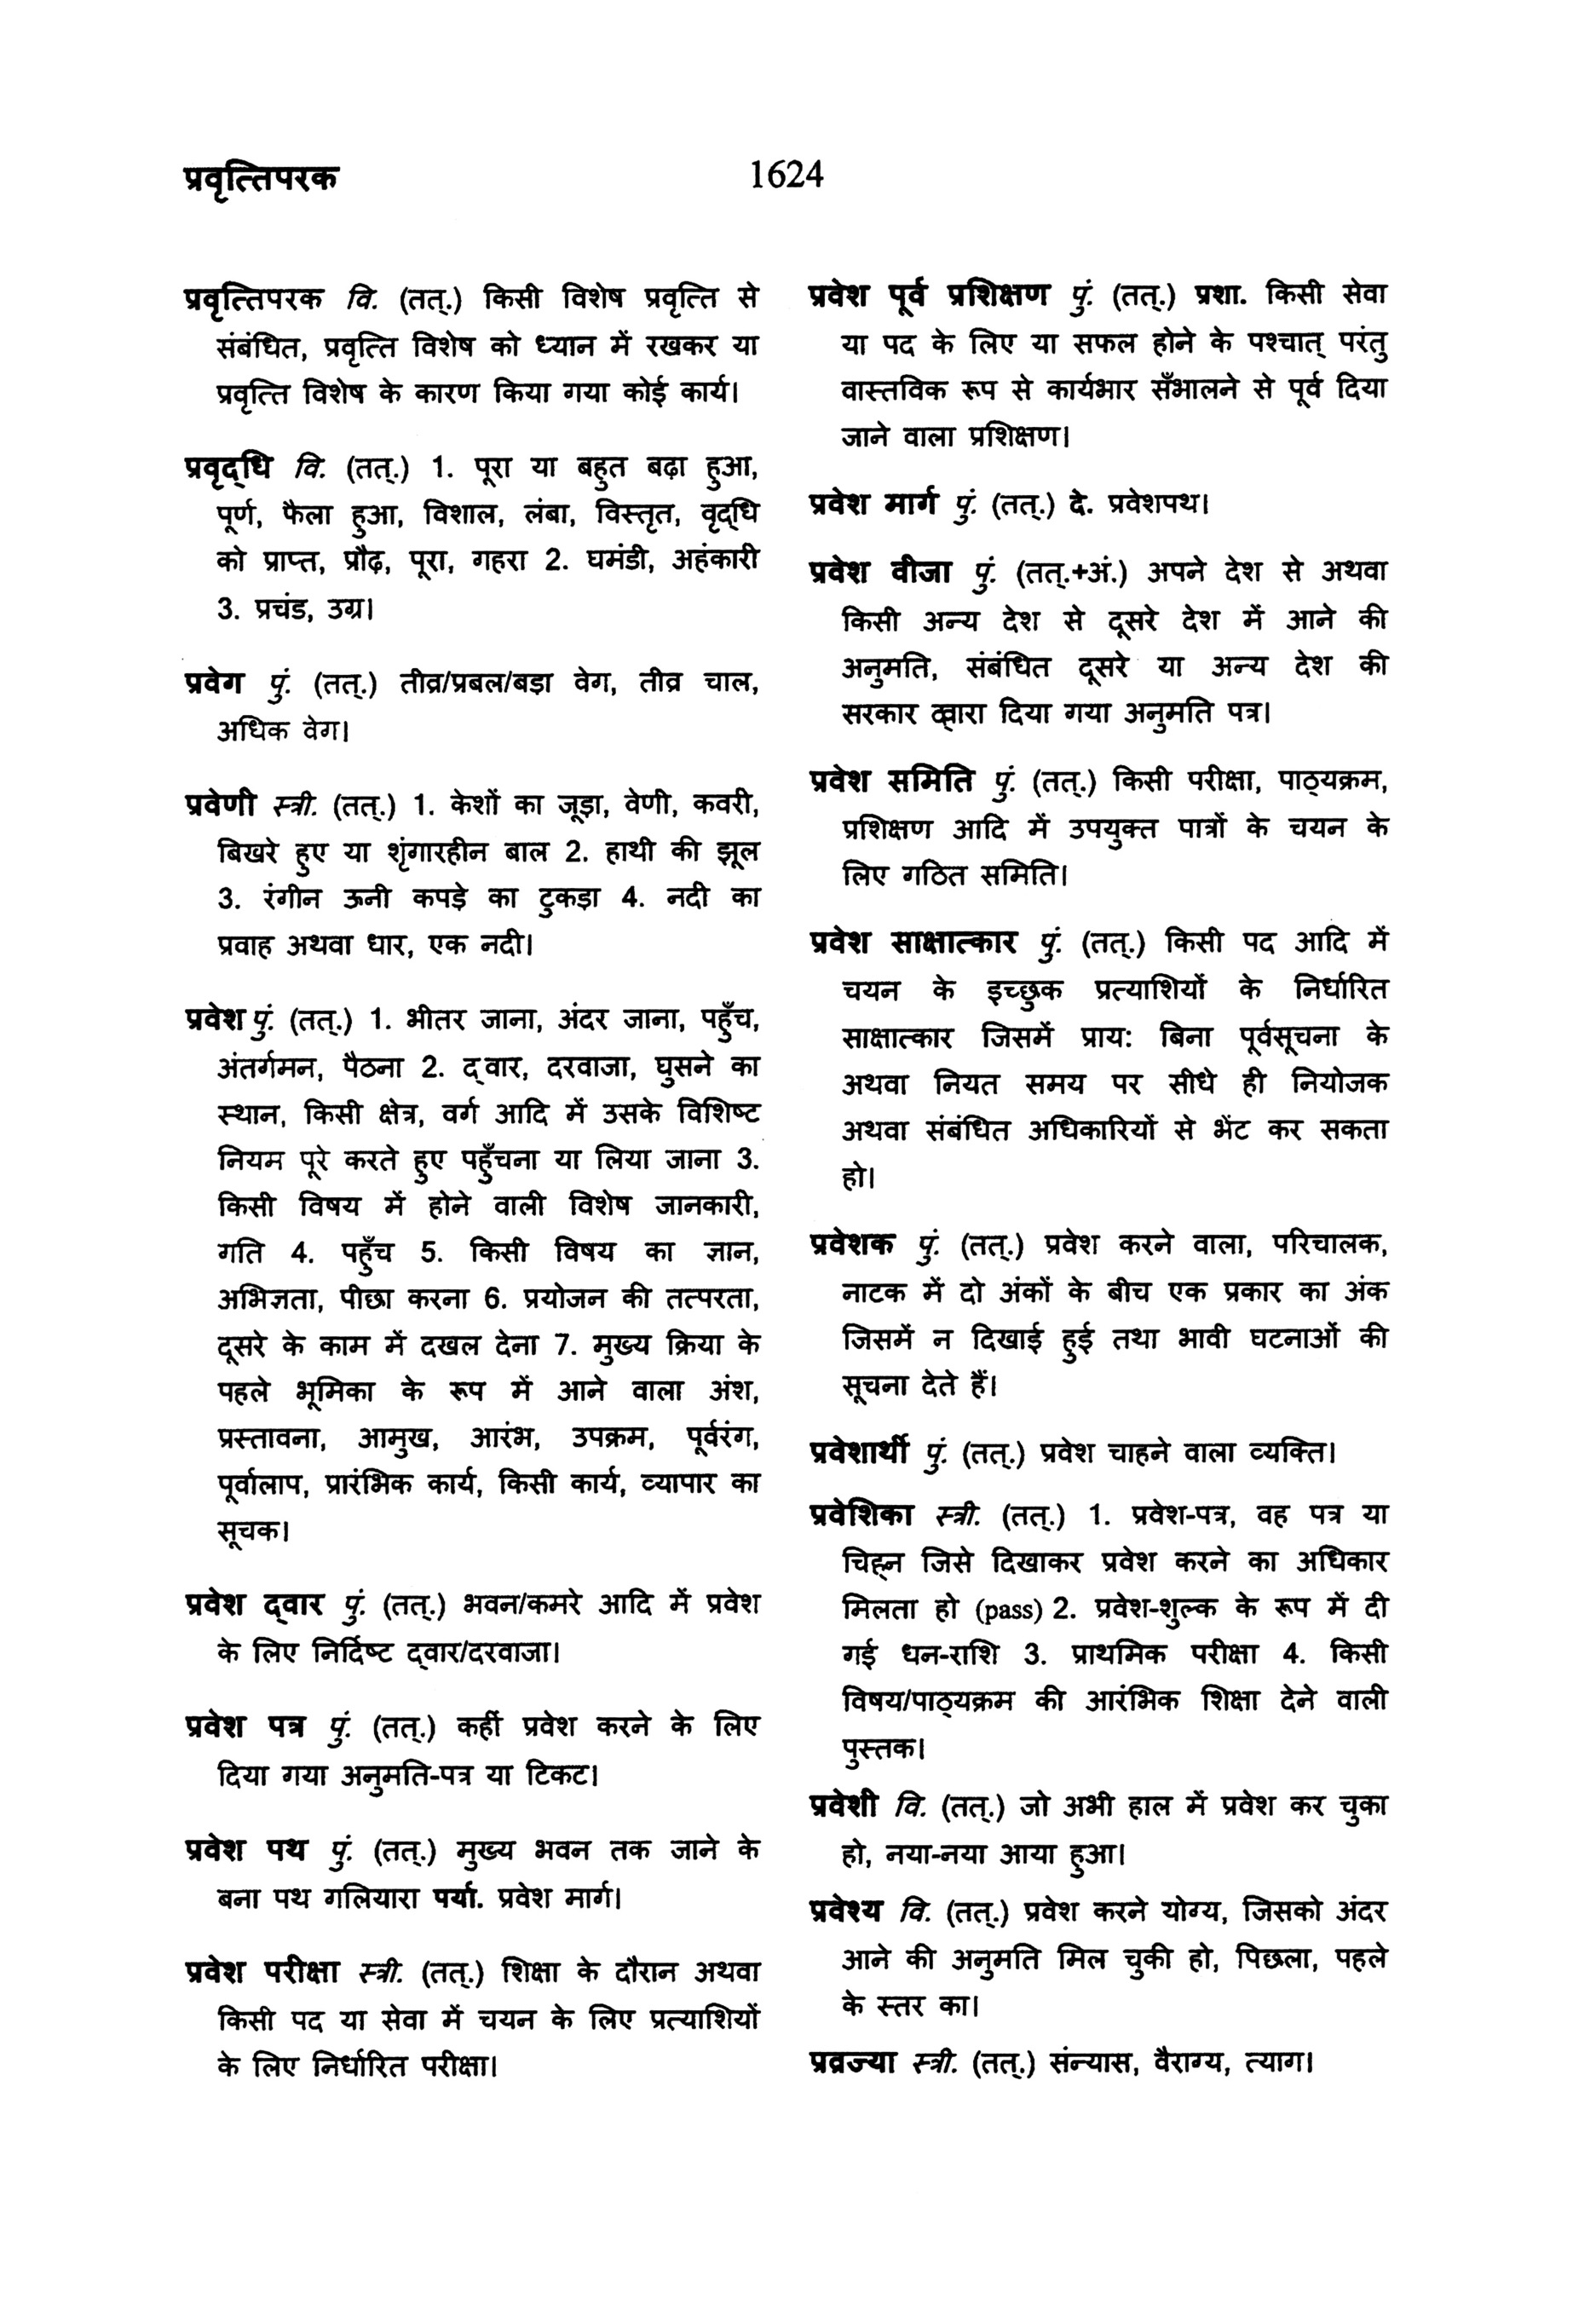 प्रवृत्तिपरक
1624
प्रवृत्तिपरक वि. (तत्.) किसी विशेष प्रवृत्ति से
संबंधित, प्रवृत्ति विशेष को ध्यान में रखकर या
प्रवृत्ति विशेष के कारण किया गया कोई कार्य।
प्रवृद्धि वि. (तत्.) 1. पूरा या बहुत बढ़ा हुआ,
पूर्ण, फैला हुआ, विशाल, लंबा, विस्तृत, वृद्धि
को प्राप्त, प्रौढ़, पूरा, गहरा 2. घमंडी, अहंकारी
3. प्रचंड, उग्र।
प्रवेग पुं. (तत्.) तीव्र/प्रबल/बड़ा वेग, तीव्र चाल,
अधिक वेग।
प्रवेणी स्त्री. (तत्.) 1. केशों का जूड़ा, वेणी, कवरी,
बिखरे हुए या शृंगारहीन बाल 2. हाथी की झूल
3. रंगीन ऊनी कपड़े का टुकड़ा 4. नदी का
प्रवाह अथवा धार, एक नदी।
प्रवेश पुं. (तत्.) 1. भीतर जाना, अंदर जाना, पहुँच,
अंतर्गमन, पैठना 2. द्वार, दरवाजा, घुसने का
स्थान, किसी क्षेत्र, वर्ग आदि में उसके विशिष्ट
नियम पूरे करते हुए पहुँचना या लिया जाना 3.
किसी विषय में होने वाली विशेष जानकारी,
गति 4. पहुँच 5. किसी विषय का ज्ञान,
अभिज्ञता, पीछा करना 6. प्रयोजन की तत्परता,
दूसरे के काम में दखल देना 7. मुख्य क्रिया के
पहले भूमिका के रूप में आने वाला अंश,
प्रस्तावना, आमुख, आरंभ, उपक्रम, पूर्वरंग,
पूर्वालाप, प्रारंभिक कार्य, किसी कार्य, व्यापार का
सूचक।
प्रवेश द्वार पुं. (तत्.) भवन/कमरे आदि में प्रवेश
के लिए निर्दिष्ट द्वार/दरवाजा।
प्रवेश पत्र पुं. (तत्.) कहीं प्रवेश करने के लिए
दिया गया अनुमति-पत्र या टिकट।
प्रवेश पथ पुं. (तत्.) मुख्य भवन तक जाने के
बना पथ गलियारा पर्या. प्रवेश मार्ग।
प्रवेश परीक्षा स्त्री. (तत्.) शिक्षा के दौरान अथवा
किसी पद या सेवा में चयन के लिए प्रत्याशियों
के लिए निर्धारित परीक्षा।
प्रवेश पूर्व प्रशिक्षण पुं. (तत्.) प्रशा. किसी सेवा
या पद के लिए या सफल होने के पश्चात् परंतु
वास्तविक रूप से कार्यभार सँभालने से पूर्व दिया
जाने वाला प्रशिक्षण।
प्रवेश मार्ग पुं. (तत्.) दे. प्रवेशपथ।
प्रवेश वीजा पुं. (तत्.+अं.) अपने देश से अथवा
किसी अन्य देश से दूसरे देश में आने की
अनुमति, संबंधित दूसरे या अन्य देश की
सरकार द्वारा दिया गया अनुमति पत्र।
प्रवेश समिति पुं. (तत्.) किसी परीक्षा, पाठ्यक्रम,
प्रशिक्षण आदि में उपयुक्त पात्रों के चयन के
लिए गठित समिति।
प्रवेश साक्षात्कार पुं. (तत्.) किसी पद आदि में
चयन के इच्छुक प्रत्याशियों के निर्धारित
साक्षात्कार जिसमें प्राय: बिना पूर्वसूचना के
अथवा नियत समय पर सीधे ही नियोजक
अथवा संबंधित अधिकारियों से भेंट कर सकता
हो।
प्रवेशक पुं. (तत्.) प्रवेश करने वाला, परिचालक,
नाटक में दो अंकों के बीच एक प्रकार का अंक
जिसमें न दिखाई हुई तथा भावी घटनाओं की
सूचना देते हैं।
प्रवेशार्थी पुं. (तत्.) प्रवेश चाहने वाला व्यक्ति।
प्रवेशिका स्त्री. (तत्.) 1. प्रवेश-पत्र, वह पत्र या
चिह्न जिसे दिखाकर प्रवेश करने का अधिकार
मिलता हो (pass) 2. प्रवेश-शुल्क के रूप में दी
गई धन-राशि 3. प्राथमिक परीक्षा 4. किसी
विषय/पाठ्यक्रम की आरंभिक शिक्षा देने वाली
पुस्तक।
प्रवेशी वि. (तत्.) जो अभी हाल में प्रवेश कर चुका
हो, नया-नया आया हुआ।
प्रवेश्य वि. (तत्.) प्रवेश करने योग्य, जिसको अंदर
आने की अनुमति मिल चुकी हो, पिछला, पहले
के स्तर का।
प्रव्रज्या स्त्री. (तत्.) संन्यास, वैराग्य, त्याग।